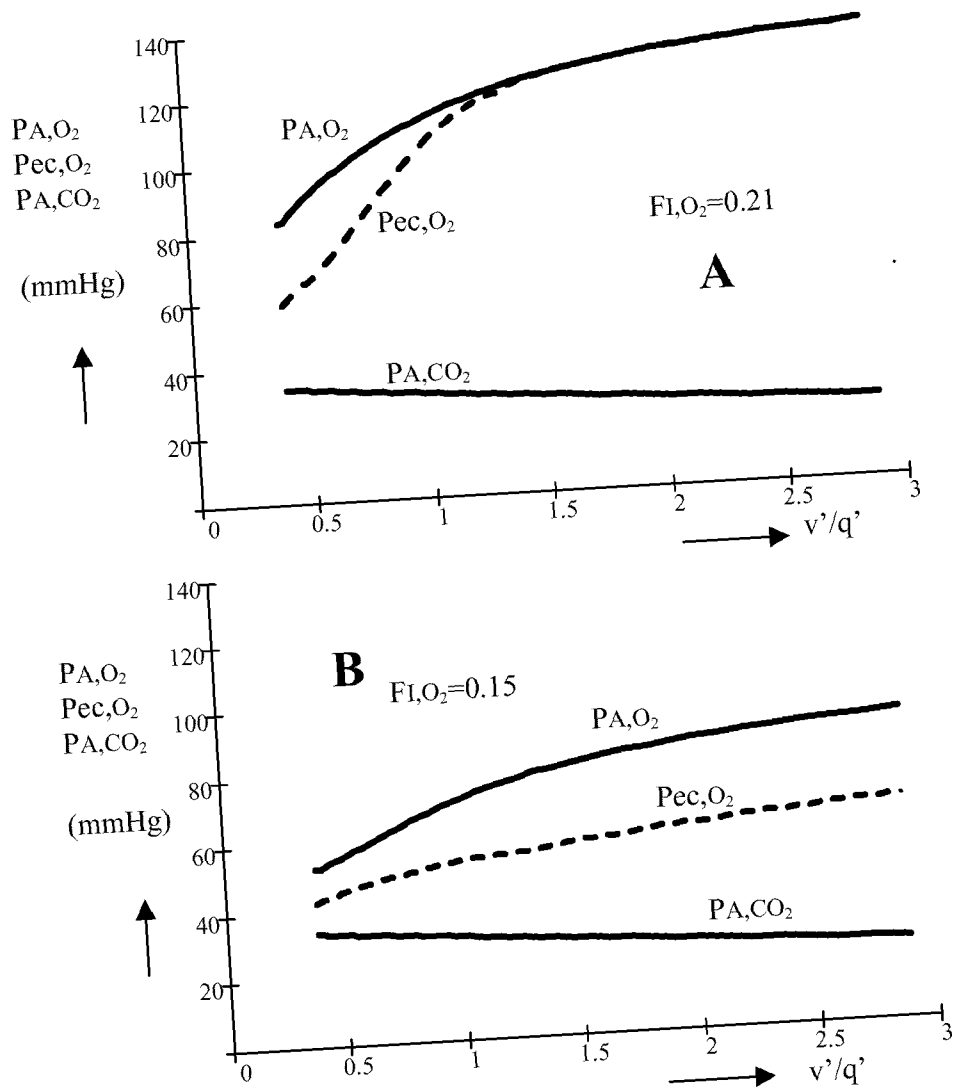 140
120
100
80
60
40
20
PA,O₂
Pec,O₂
PA,CO₂
(mmHg)
PA,O₂
Pec,O₂
FI,O₂=0.21
A
PA,CO₂
0
0.5
1
1.5
2
2.5
3
v’/q’
140
120
100
80
60
40
20
PA,O₂
Pec,O₂
PA,CO₂
(mmHg)
B
FI,O₂=0.15
PA,O₂
Pec,O₂
PA,CO₂
0
0.5
1
1.5
2
2.5
3
v’/q’